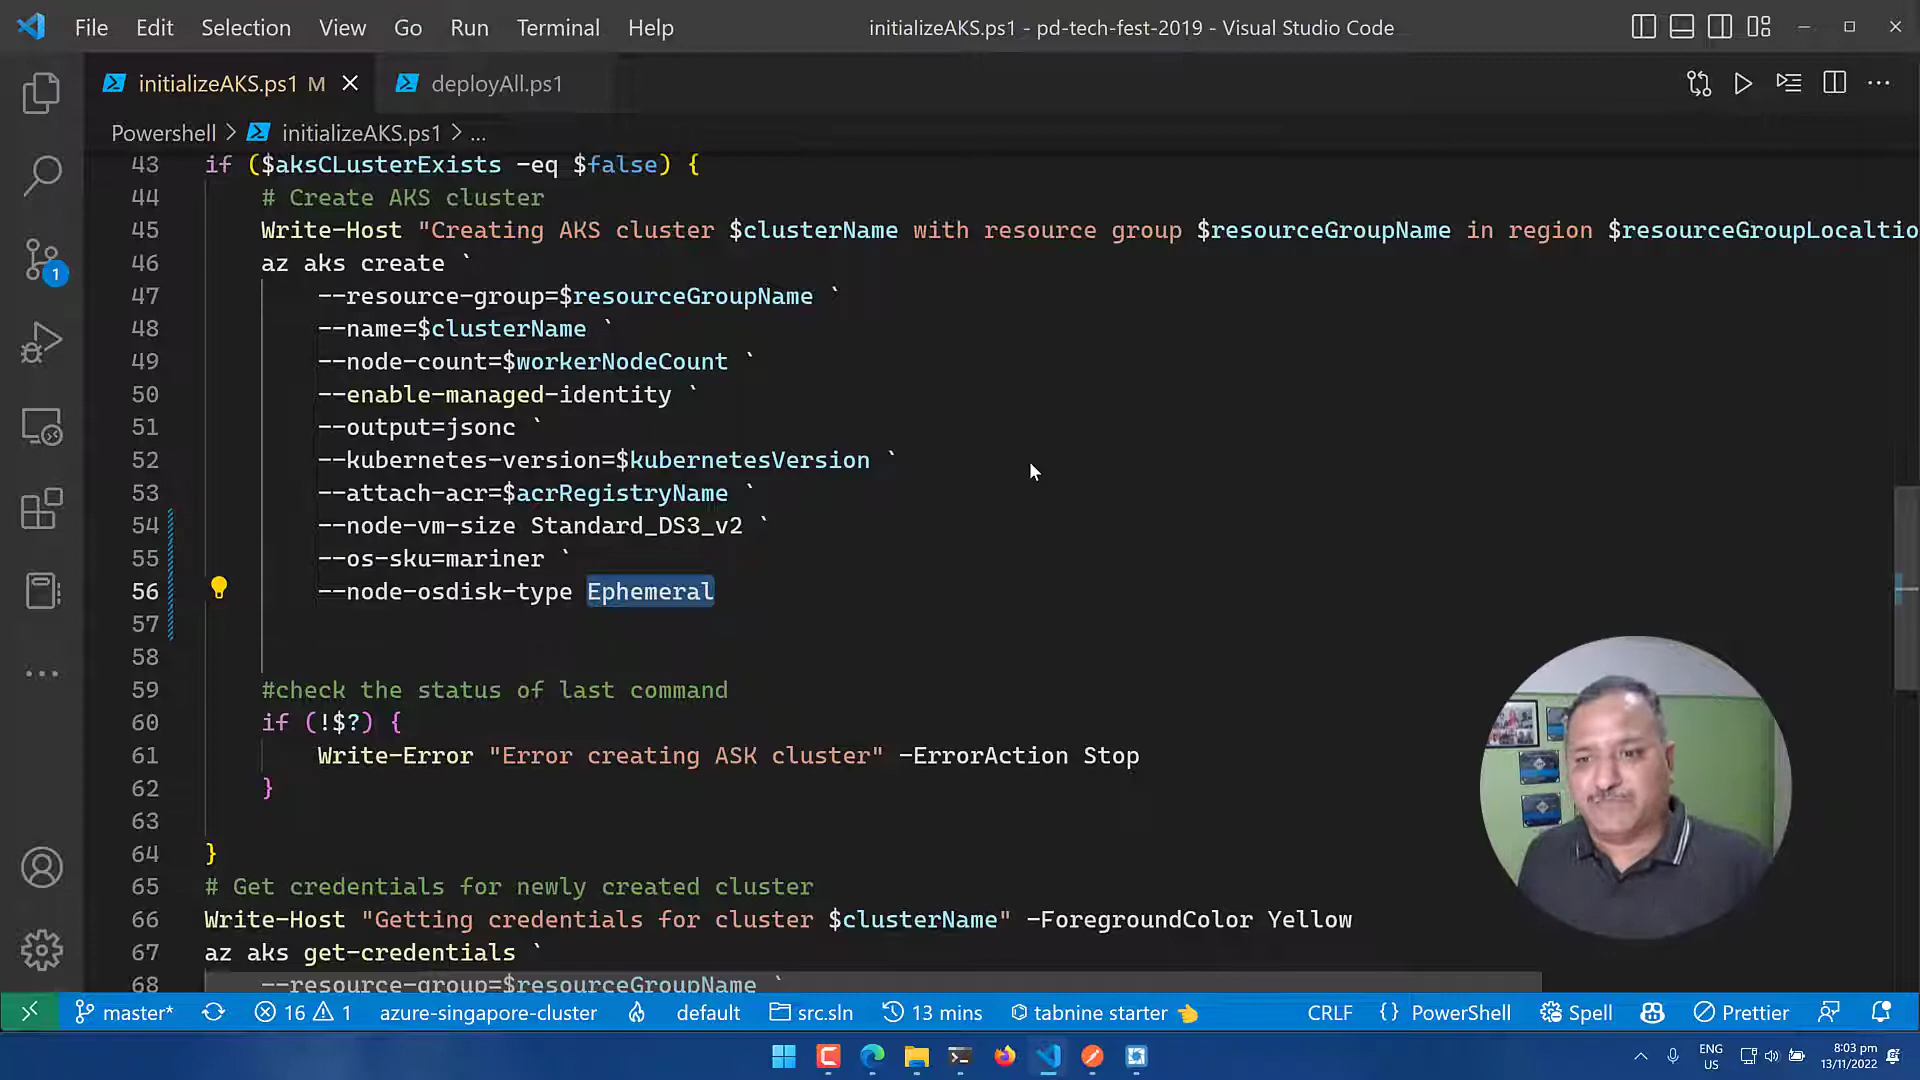 File Edit Selection View Go Run Terminal Help initializeAKS.ps1 - pd-tech-fest-2019 - Visual Studio Code
initializeAKS.ps1 M deployAll.ps1
Powershell > initializeAKS.ps1 > ...
43 if ($aksCLusterExists -eq $false) {
44 # Create AKS cluster
45 Write-Host "Creating AKS cluster $clusterName with resource group $resourceGroupName in region $resourceGroupLocaltio
46 az aks create `
47 --resource-group=$resourceGroupName `
48 --name=$clusterName `
49 --node-count=$workerNodeCount `
50 --enable-managed-identity `
51 --output=jsonc `
52 --kubernetes-version=$kubernetesVersion `
53 --attach-acr=$acrRegistryName `
54 --node-vm-size Standard_DS3_v2 `
55 --os-sku=mariner `
56 --node-osdisk-type Ephemeral
57
58
59 #check the status of last command
60 if (!$?) {
61 Write-Error "Error creating ASK cluster" -ErrorAction Stop
62 }
63
64 }
65 # Get credentials for newly created cluster
66 Write-Host "Getting credentials for cluster $clusterName" -ForegroundColor Yellow
67 az aks get-credentials `
68 --resource-group=$resourceGroupName `
1
master* 16 1 azure-singapore-cluster default src.sln 13 mins tabnine starter CRLF {} PowerShell Spell Prettier
ENG
US
8:03 pm
13/11/2022